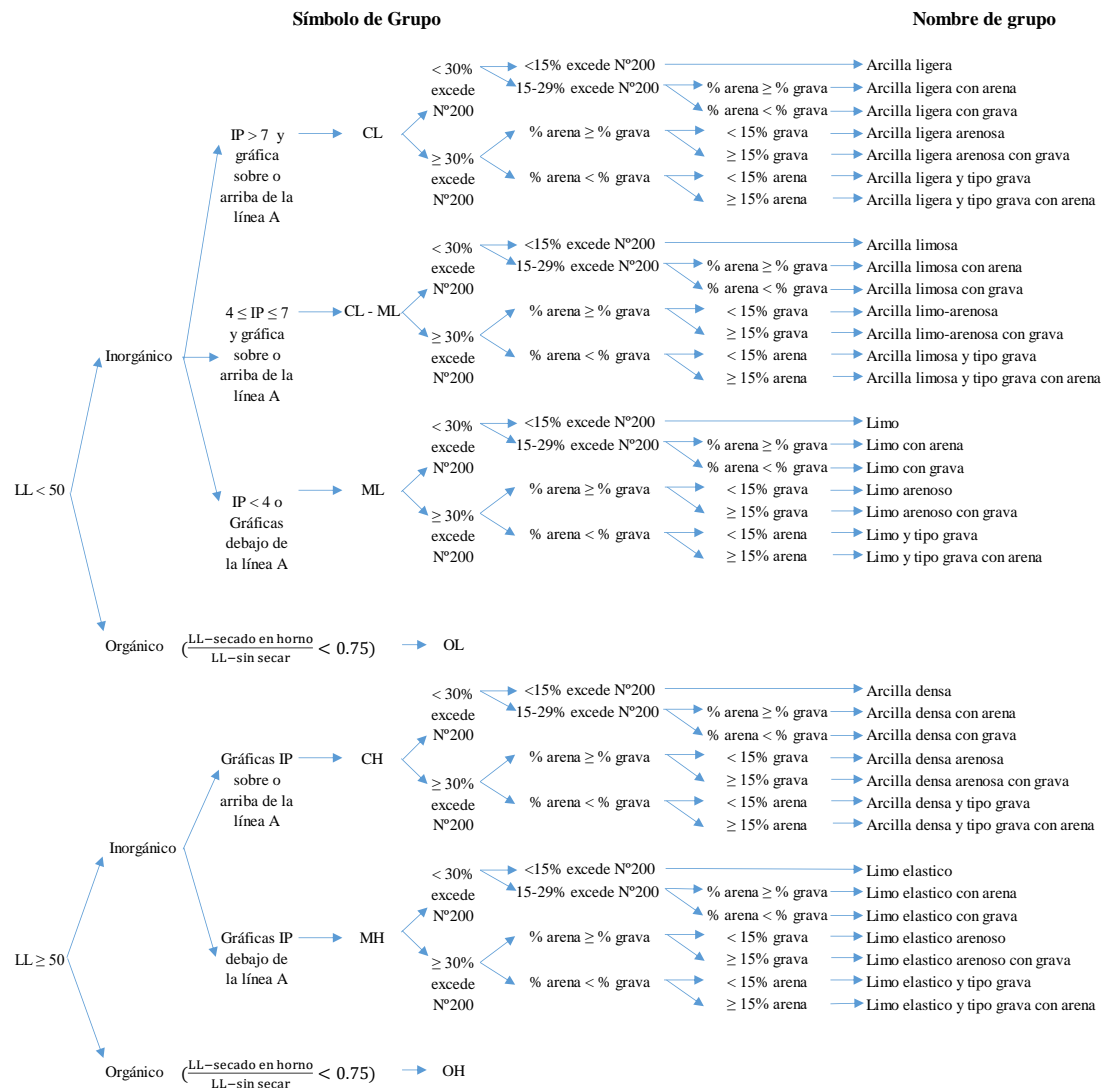 Símbolo de Grupo
Nombre de grupo
LL < 50
Inorgánico
IP > 7 y
gráfica
sobre o
arriba de la
línea A
CL
< 30%
excede
Nº200
<15% excede Nº200
Arcilla ligera
15-29% excede Nº200
% arena ≥ % grava
Arcilla ligera con arena
% arena < % grava
Arcilla ligera con grava
≥ 30%
excede
Nº200
% arena ≥ % grava
< 15% grava
Arcilla ligera arenosa
≥ 15% grava
Arcilla ligera arenosa con grava
% arena < % grava
< 15% arena
Arcilla ligera y tipo grava
≥ 15% arena
Arcilla ligera y tipo grava con arena
4 ≤ IP ≤ 7
y gráfica
sobre o
arriba de la
línea A
CL - ML
< 30%
excede
Nº200
<15% excede Nº200
Arcilla limosa
15-29% excede Nº200
% arena ≥ % grava
Arcilla limosa con arena
% arena < % grava
Arcilla limosa con grava
≥ 30%
excede
Nº200
% arena ≥ % grava
< 15% grava
Arcilla limo-arenosa
≥ 15% grava
Arcilla limo-arenosa con grava
% arena < % grava
< 15% arena
Arcilla limosa y tipo grava
≥ 15% arena
Arcilla limosa y tipo grava con arena
IP < 4 o
Gráficas
debajo de
la línea A
ML
< 30%
excede
Nº200
<15% excede Nº200
Limo
15-29% excede Nº200
% arena ≥ % grava
Limo con arena
% arena < % grava
Limo con grava
≥ 30%
excede
Nº200
% arena ≥ % grava
< 15% grava
Limo arenoso
≥ 15% grava
Limo arenoso con grava
% arena < % grava
< 15% arena
Limo y tipo grava
≥ 15% arena
Limo y tipo grava con arena
Orgánico (LL−secado en horno / LL−sin secar < 0.75) OL
LL ≥ 50
Inorgánico
Gráficas IP
sobre o
arriba de la
línea A
CH
< 30%
excede
Nº200
<15% excede Nº200
Arcilla densa
15-29% excede Nº200
% arena ≥ % grava
Arcilla densa con arena
% arena < % grava
Arcilla densa con grava
≥ 30%
excede
Nº200
% arena ≥ % grava
< 15% grava
Arcilla densa arenosa
≥ 15% grava
Arcilla densa arenosa con grava
% arena < % grava
< 15% arena
Arcilla densa y tipo grava
≥ 15% arena
Arcilla densa y tipo grava con arena
Gráficas IP
debajo de
la línea A
MH
< 30%
excede
Nº200
<15% excede Nº200
Limo elastico
15-29% excede Nº200
% arena ≥ % grava
Limo elastico con arena
% arena < % grava
Limo elastico con grava
≥ 30%
excede
Nº200
% arena ≥ % grava
< 15% grava
Limo elastico arenoso
≥ 15% grava
Limo elastico arenoso con grava
% arena < % grava
< 15% arena
Limo elastico y tipo grava
≥ 15% arena
Limo elastico y tipo grava con arena
Orgánico (LL−secado en horno / LL−sin secar < 0.75) OH